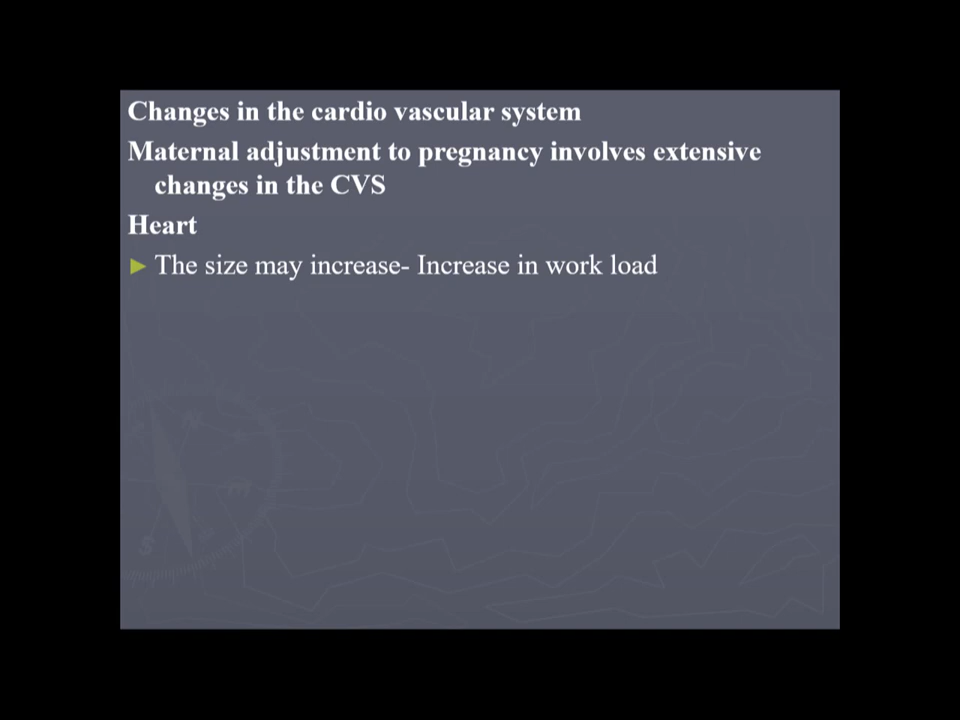 Changes in the cardio vascular system
Maternal adjustment to pregnancy involves extensive
changes in the CVS
Heart
► The size may increase- Increase in work load